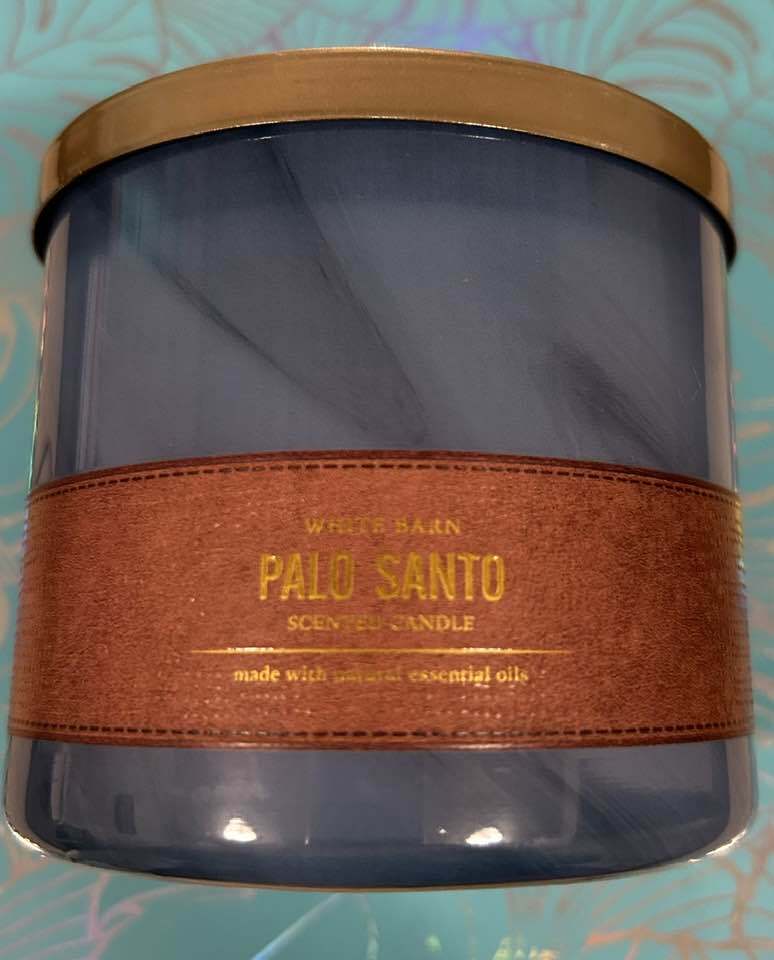 WHITE BARN
PALO SANTO
SCENTED CANDLE
made with natural essential oils